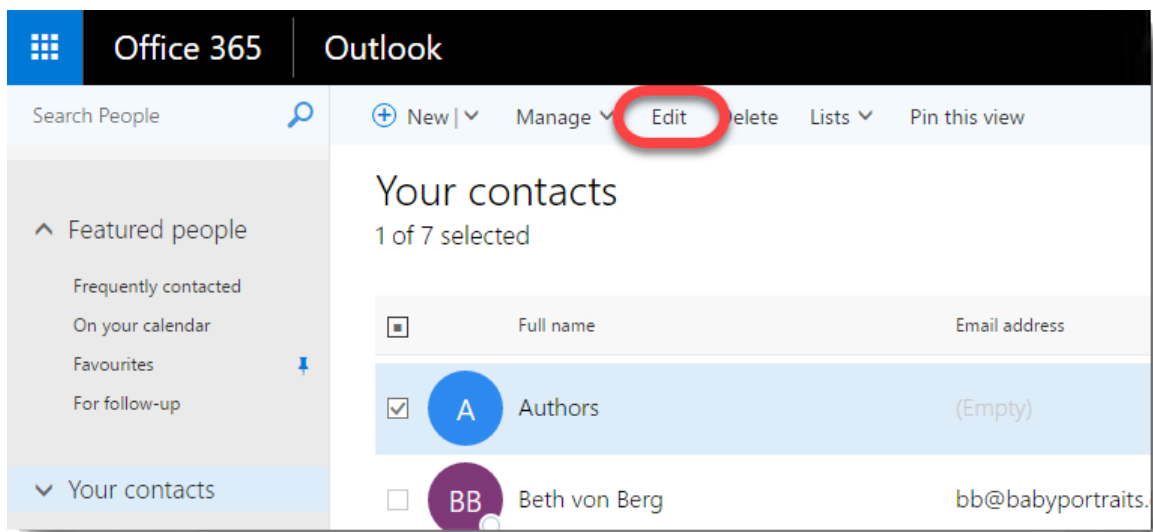 Office 365 Outlook
Search People
New | Manage Edit elete Lists Pin this view
Your contacts
1 of 7 selected
Featured people
Frequently contacted
On your calendar
Favourites
For follow-up
Your contacts
Full name Email address
A Authors (Empty)
BB Beth von Berg bb@babyportraits.